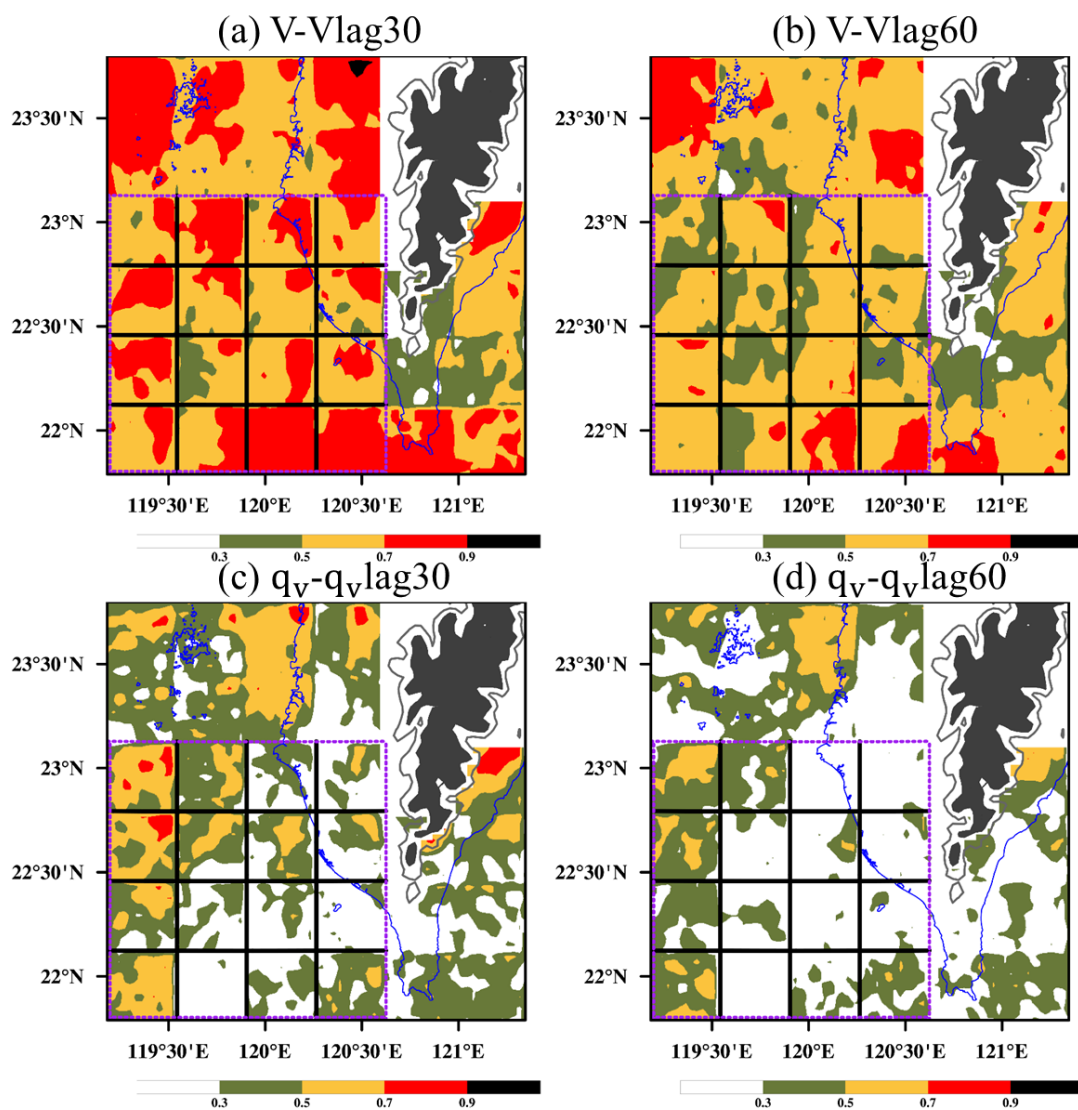 (a) V-Vlag30
(b) V-Vlag60
23°30'N
23°N
22°30'N
22°N
119°30'E 120°E 120°30'E 121°E
0.3 0.5 0.7 0.9
23°30'N
23°N
22°30'N
22°N
119°30'E 120°E 120°30'E 121°E
0.3 0.5 0.7 0.9
(c) qv-qvlag30
(d) qv-qvlag60
23°30'N
23°N
22°30'N
22°N
119°30'E 120°E 120°30'E 121°E
0.3 0.5 0.7 0.9
23°30'N
23°N
22°30'N
22°N
119°30'E 120°E 120°30'E 121°E
0.3 0.5 0.7 0.9